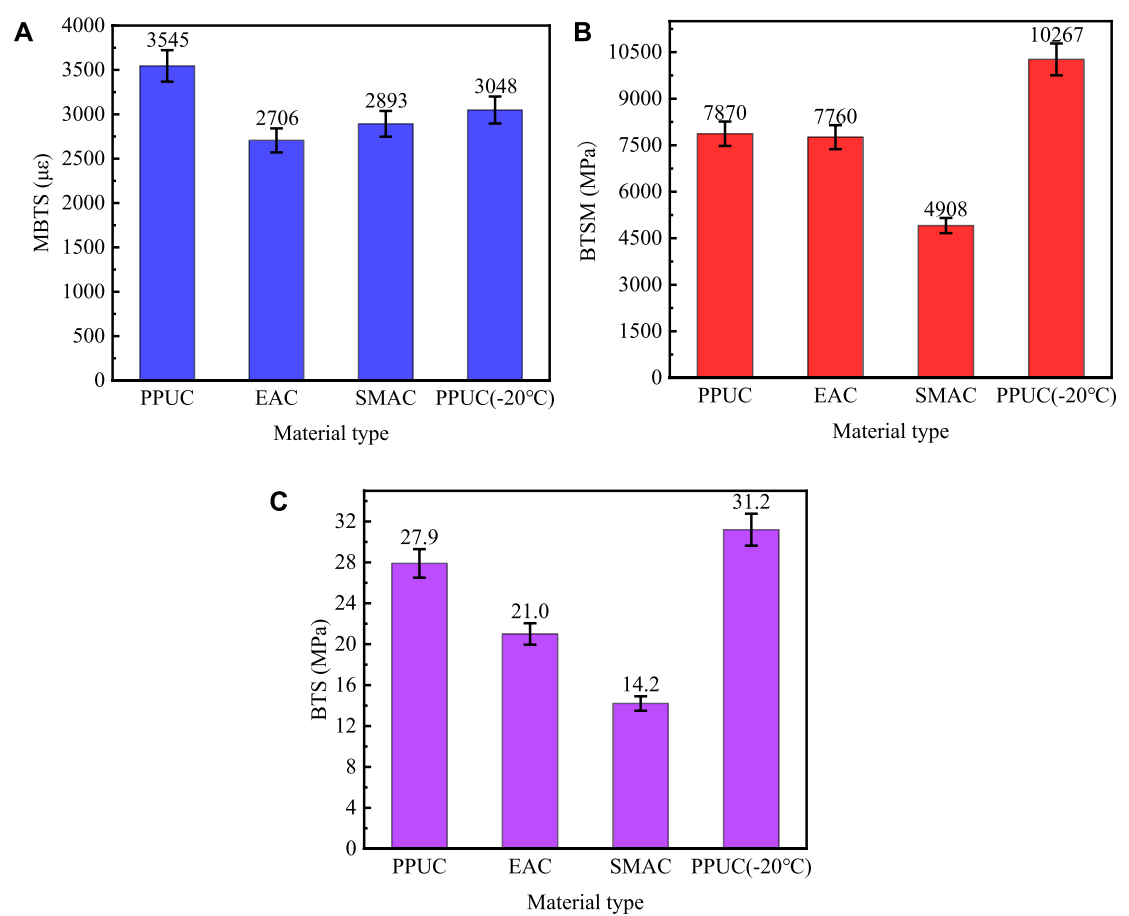 A
4000
3500
3000
2500
2000
1500
1000
500
0
MBTS (με)
3545
2706
2893
3048
PPUC
EAC
SMAC
PPUC(-20℃)
Material type
B
10500
9000
7500
6000
4500
3000
1500
0
BTSM (MPa)
7870
7760
4908
10267
PPUC
EAC
SMAC
PPUC(-20℃)
Material type
C
32
28
24
20
16
12
8
4
0
BTS (MPa)
27.9
21.0
14.2
31.2
PPUC
EAC
SMAC
PPUC(-20℃)
Material type